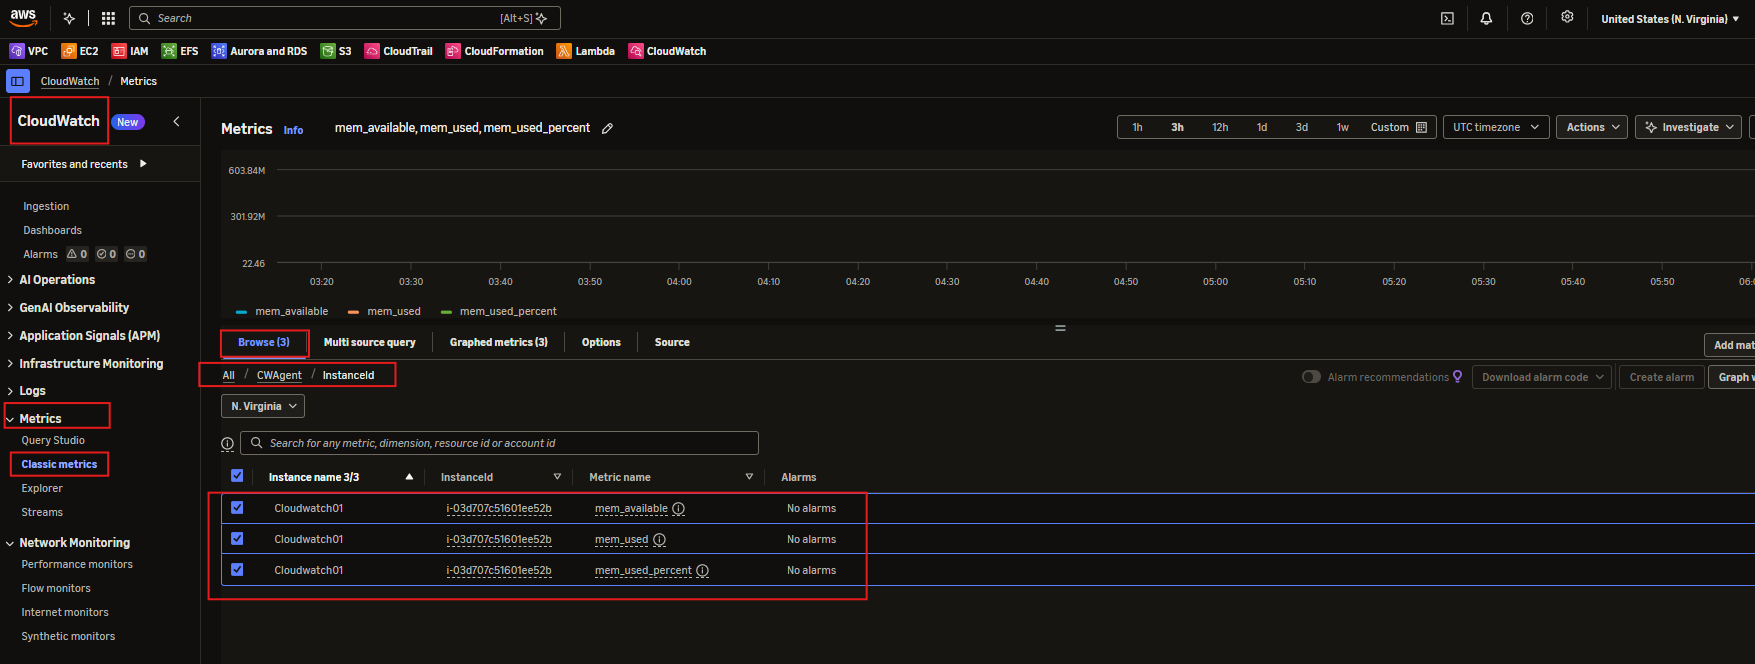 aws
Search [Alt+S]
United States (N. Virginia)
VPC EC2 IAM EFS Aurora and RDS S3 CloudTrail CloudFormation Lambda CloudWatch
CloudWatch / Metrics
CloudWatch New
Favorites and recents
Ingestion
Dashboards
Alarms 0 0 0
AI Operations
GenAI Observability
Application Signals (APM)
Infrastructure Monitoring
Logs
Metrics
Query Studio
Classic metrics
Explorer
Streams
Network Monitoring
Performance monitors
Flow monitors
Internet monitors
Synthetic monitors
Metrics Info mem_available, mem_used, mem_used_percent
1h 3h 12h 1d 3d 1w Custom UTC timezone Actions Investigate
603.84M
301.92M
22.46
03:20 03:30 03:40 03:50 04:00 04:10 04:20 04:30 04:40 04:50 05:00 05:10 05:20 05:30 05:40 05:50 06:0
mem_available mem_used mem_used_percent
Browse (3) Multi source query Graphed metrics (3) Options Source Add mat
All / CWAgent / InstanceId
Alarm recommendations Download alarm code Create alarm Graph
N. Virginia
Search for any metric, dimension, resource id or account id
Instance name 3/3 InstanceId Metric name Alarms
Cloudwatch01 i-03d707c51601ee52b mem_available No alarms
Cloudwatch01 i-03d707c51601ee52b mem_used No alarms
Cloudwatch01 i-03d707c51601ee52b mem_used_percent No alarms